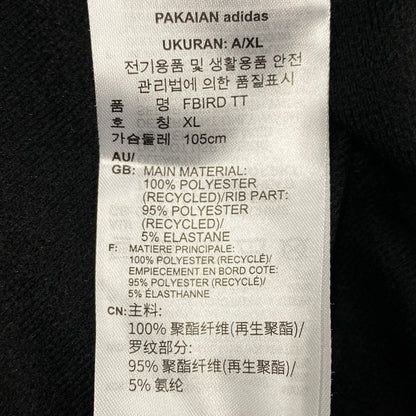 PAKAIAN adidas
UKURAN: A/XL
전기용품 및 생활용품 안전
관리법에 의한 품질표시
품 명 FBIRD TT
호 칭 XL
가슴둘레 105cm
AU/
GB: MAIN MATERIAL:
100% POLYESTER
(RECYCLED)/RIB PART:
95% POLYESTER
(RECYCLED)/
5% ELASTANE
F: MATIERE PRINCIPALE:
100% POLYESTER (RECYCLÉ)/
EMPIECEMENT EN BORD COTE:
95% POLYESTER (RECYCLÉ)/
5% ÉLASTHANNE
CN: 主料:
100% 聚酯纤维(再生聚酯)/
罗纹部分:
95% 聚酯纤维(再生聚酯)/
5% 氨纶